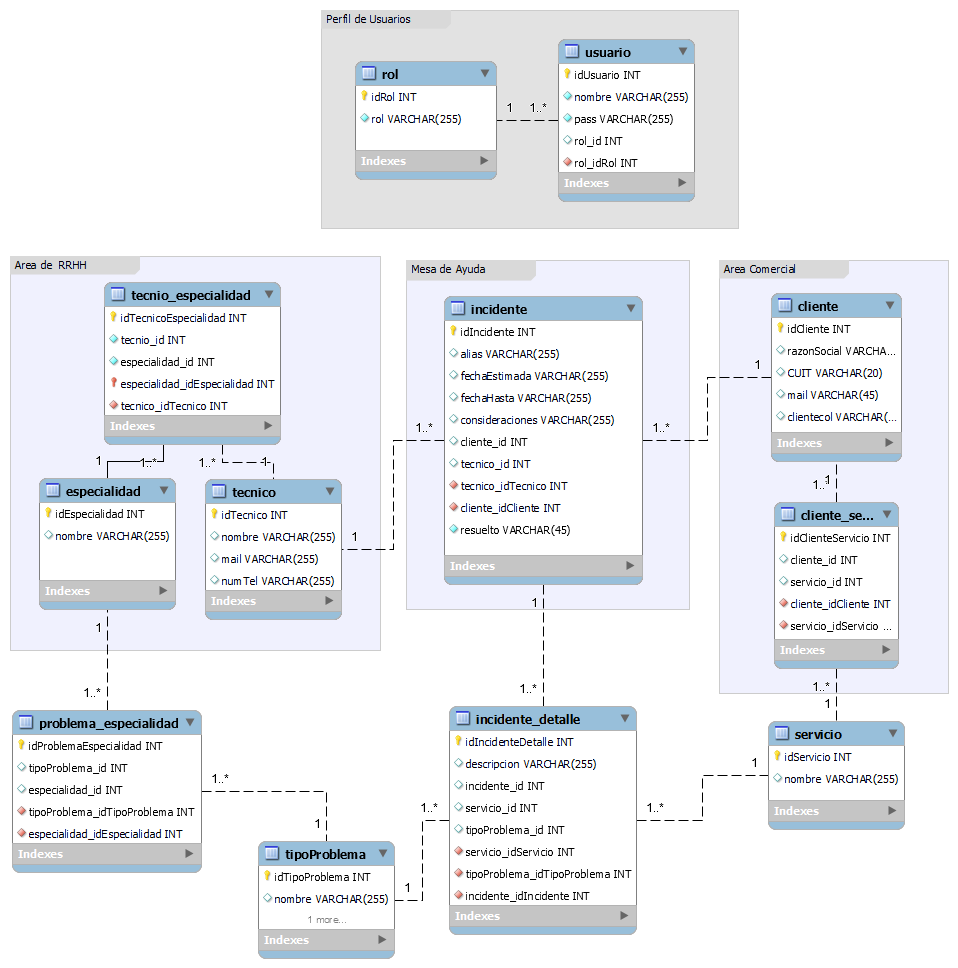 Perfil de Usuarios
rol
idRol INT
rol VARCHAR(255)
Indexes
1
1..*
usuario
idUsuario INT
nombre VARCHAR(255)
pass VARCHAR(255)
rol_id INT
rol_idRol INT
Indexes
Area de RRHH
tecnio_especialidad
idTecnicoEspecialidad INT
tecnio_id INT
especialidad_id INT
especialidad_idEspecialidad INT
tecnico_idTecnico INT
Indexes
1
1..*
1..*
1
especialidad
idEspecialidad INT
nombre VARCHAR(255)
Indexes
tecnico
idTecnico INT
nombre VARCHAR(255)
mail VARCHAR(255)
numTel VARCHAR(255)
Indexes
1
1..*
Mesa de Ayuda
incidente
idIncidente INT
alias VARCHAR(255)
fechaEstimada VARCHAR(255)
fechaHasta VARCHAR(255)
consideraciones VARCHAR(255)
cliente_id INT
tecnico_id INT
tecnico_idTecnico INT
cliente_idCliente INT
resuelto VARCHAR(45)
Indexes
1..*
1
Area Comercial
cliente
idCliente INT
razonSocial VARCHA...
CUIT VARCHAR(20)
mail VARCHAR(45)
clientecol VARCHAR(...
Indexes
1
1..*
cliente_se...
idClienteServicio INT
cliente_id INT
servicio_id INT
cliente_idCliente INT
servicio_idServicio ...
Indexes
1..*
1
servicio
idServicio INT
nombre VARCHAR(255)
Indexes
1
1..*
problema_especialidad
idProblemaEspecialidad INT
tipoProblema_id INT
especialidad_id INT
tipoProblema_idTipoProblema INT
especialidad_idEspecialidad INT
Indexes
1..*
1
tipoProblema
idTipoProblema INT
nombre VARCHAR(255)
1 more...
Indexes
1
1..*
1
1..*
incidente_detalle
idIncidenteDetalle INT
descripcion VARCHAR(255)
incidente_id INT
servicio_id INT
tipoProblema_id INT
servicio_idServicio INT
tipoProblema_idTipoProblema INT
incidente_idIncidente INT
Indexes
1..*
1